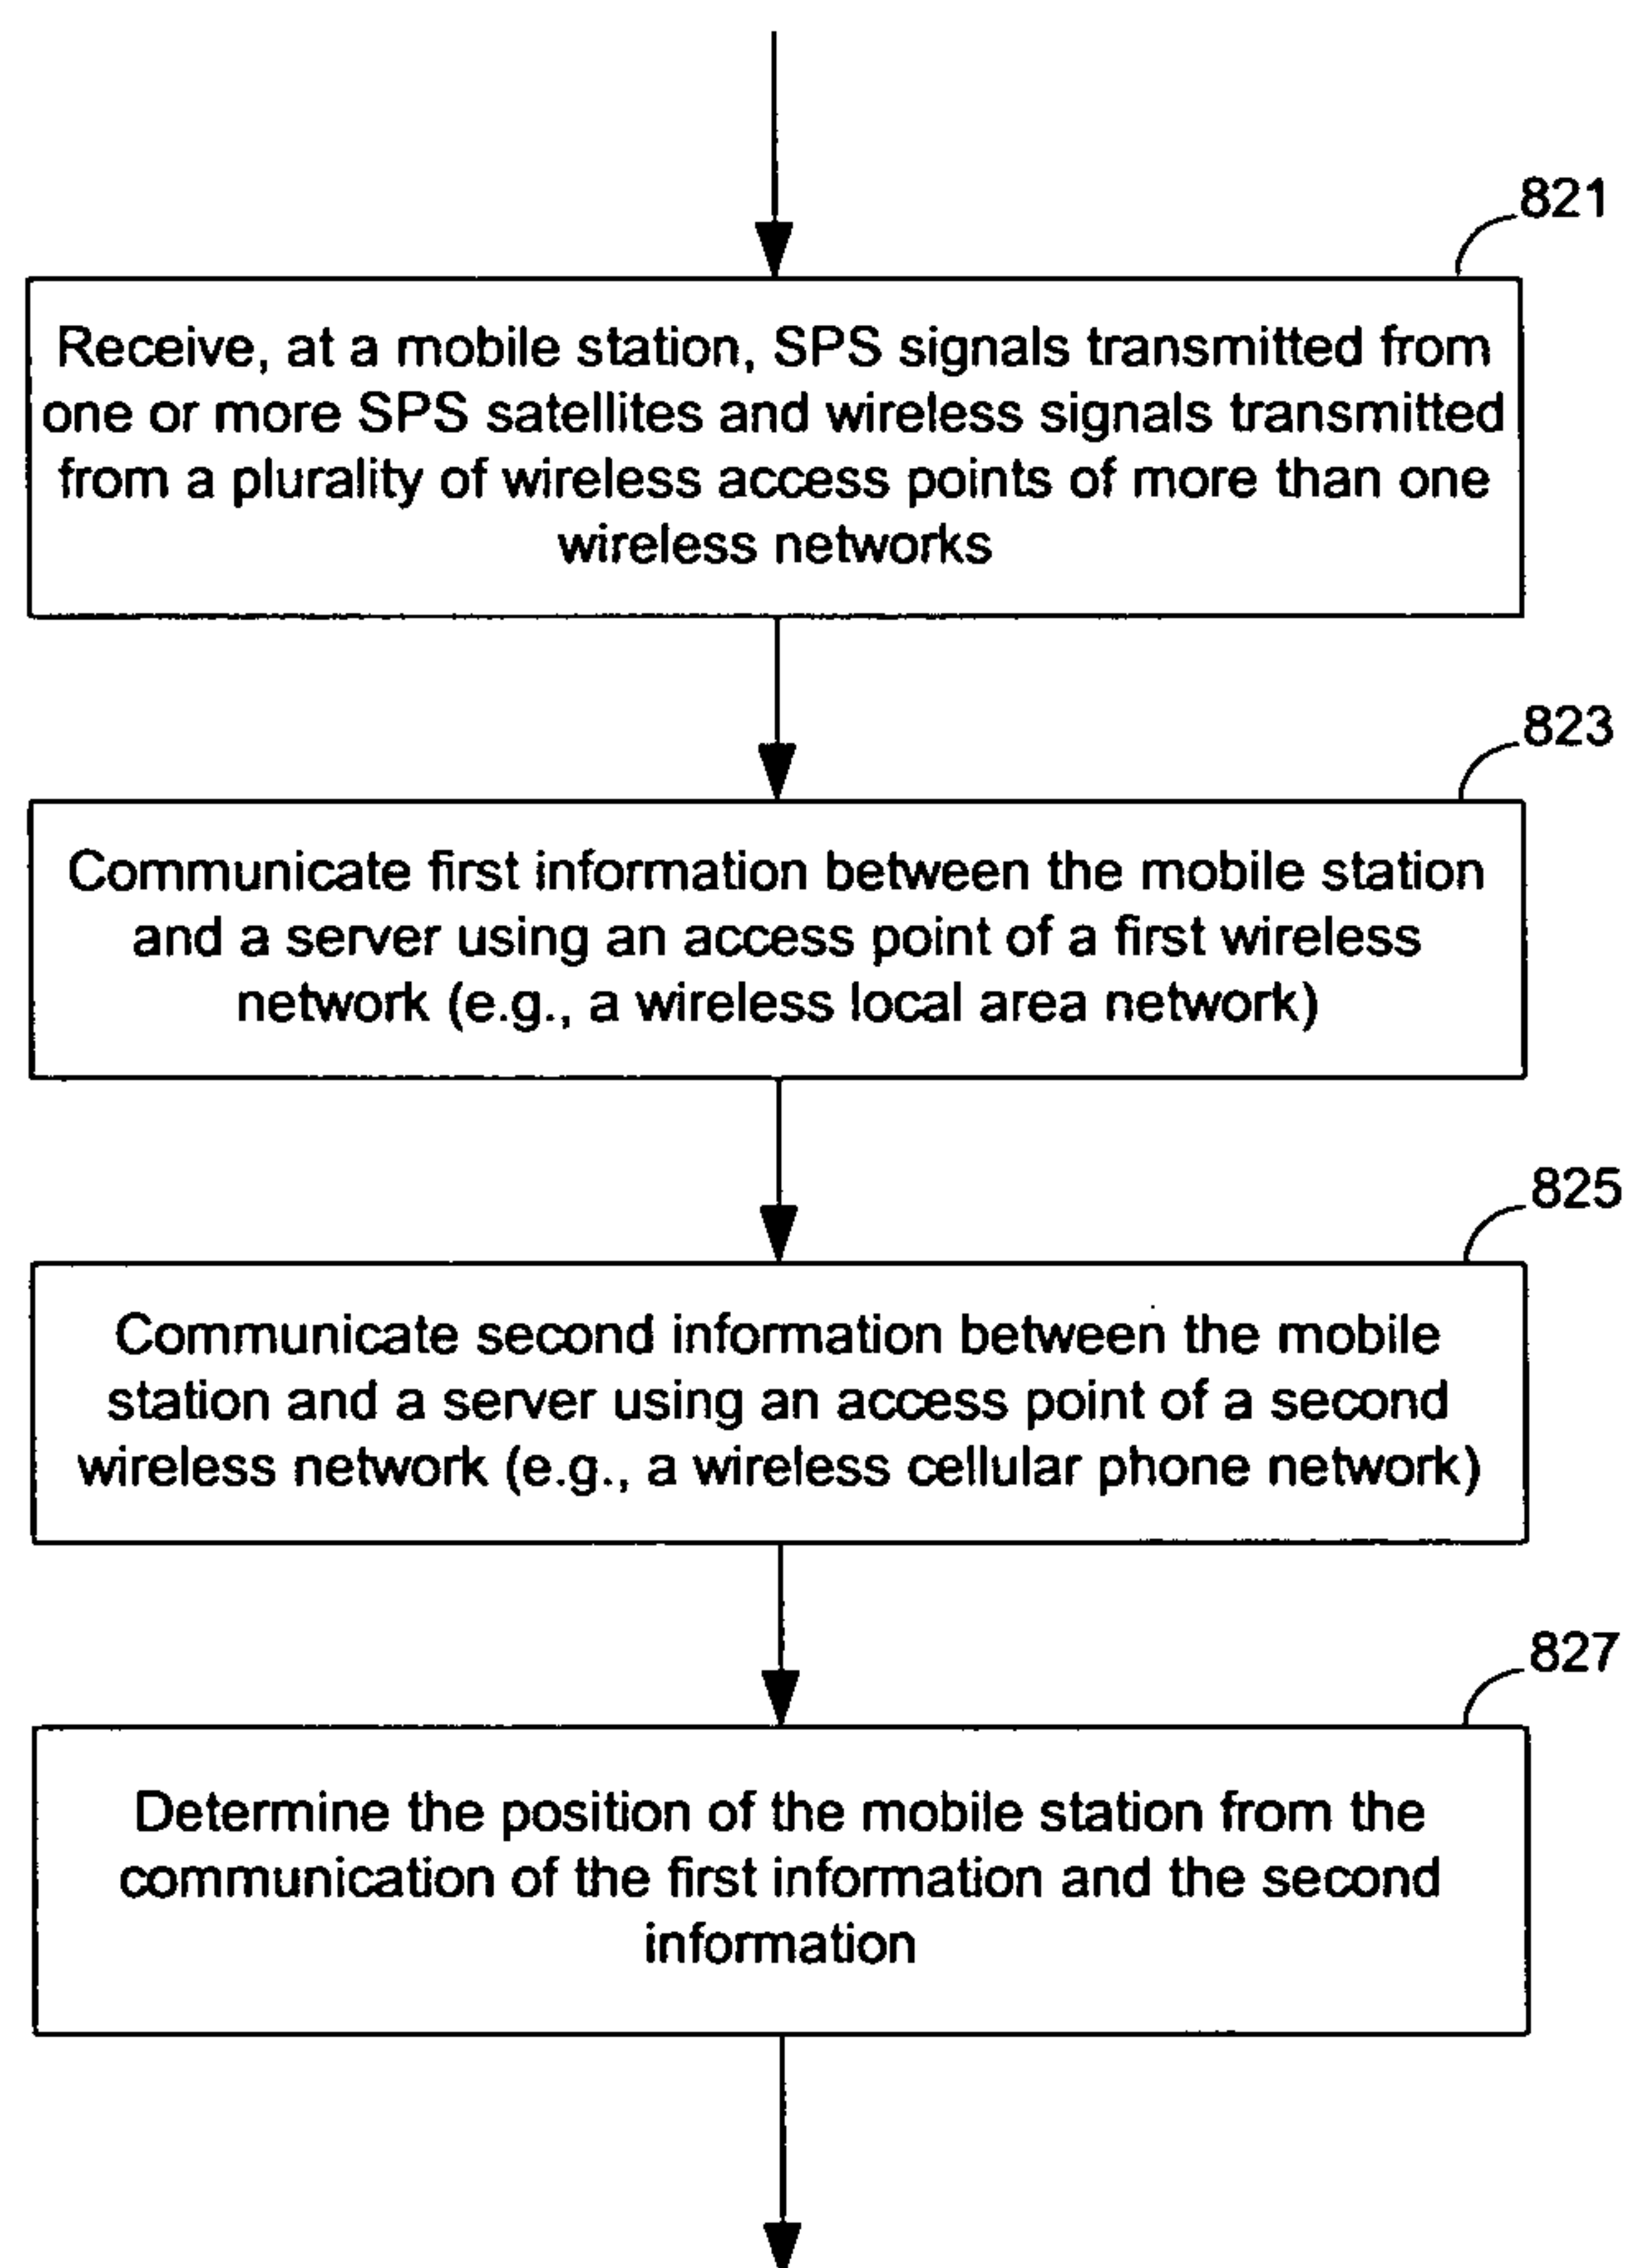 821
Receive, at a mobile station, SPS signals transmitted from
one or more SPS satellites and wireless signals transmitted
from a plurality of wireless access points of more than one
wireless networks
823
Communicate first information between the mobile station
and a server using an access point of a first wireless
network (e.g., a wireless local area network)
825
Communicate second information between the mobile
station and a server using an access point of a second
wireless network (e.g., a wireless cellular phone network)
827
Determine the position of the mobile station from the
communication of the first information and the second
information